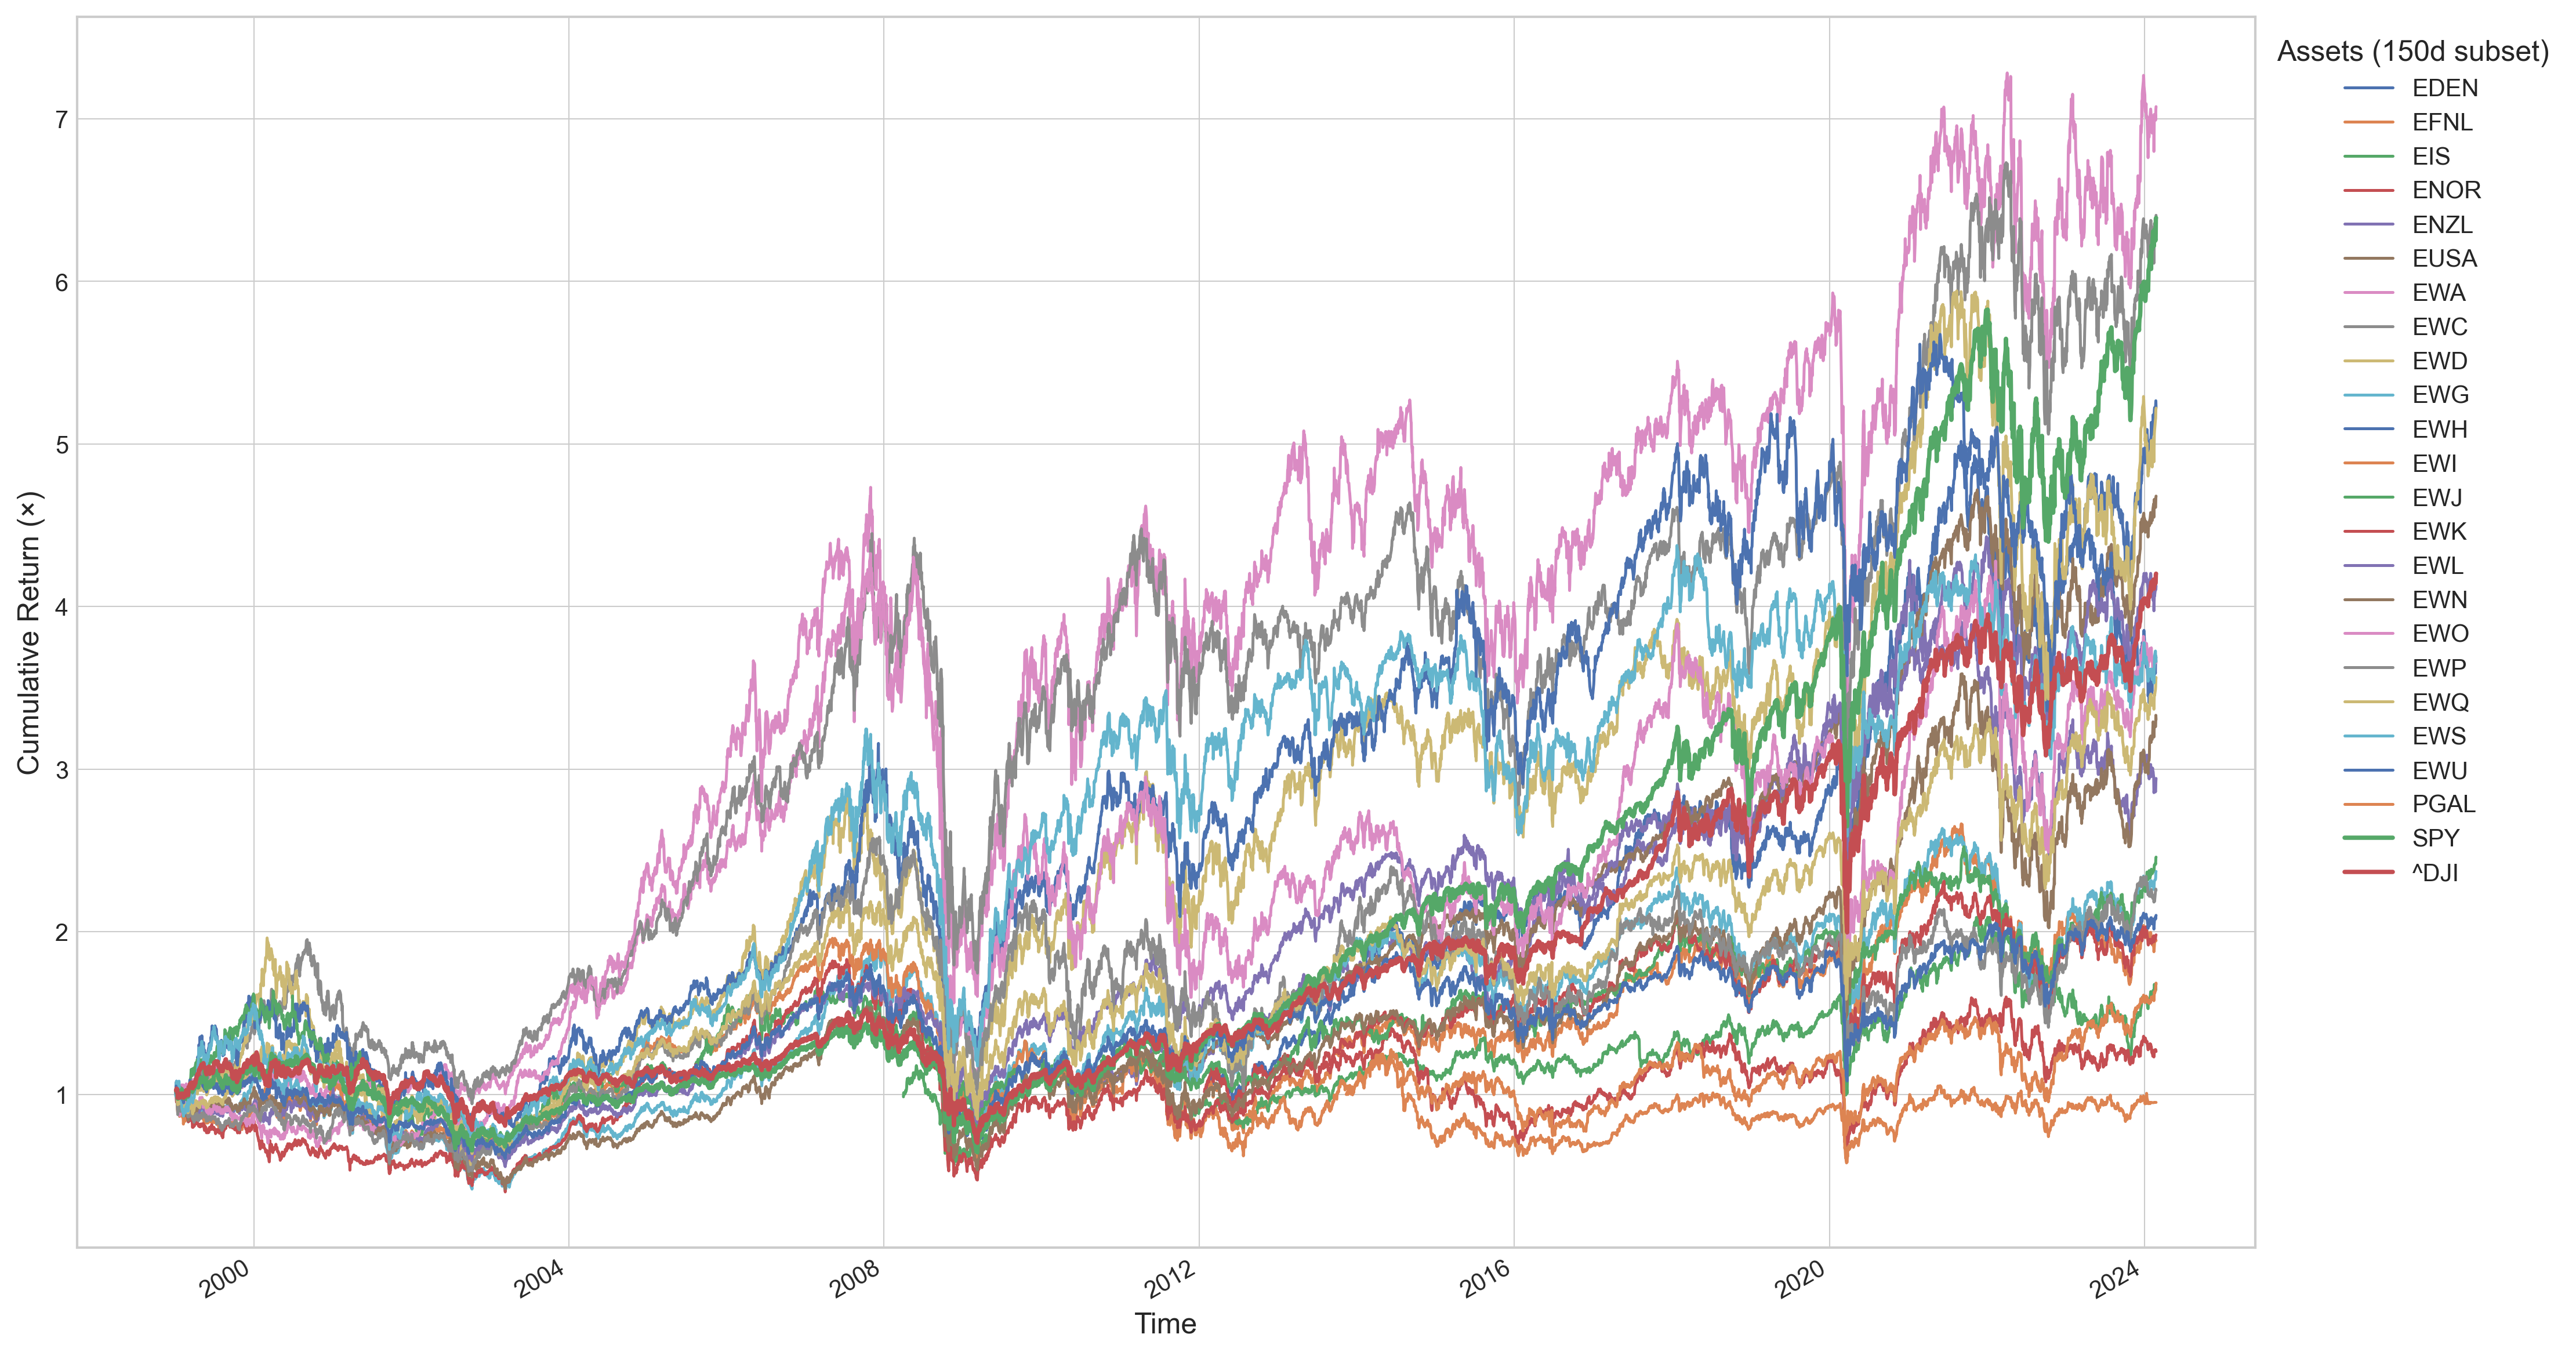 Assets (150d subset)
EDEN
EFNL
EIS
ENOR
ENZL
EUSA
EWA
EWC
EWD
EWG
EWH
EWI
EWJ
EWK
EWL
EWN
EWO
EWP
EWQ
EWS
EWU
PGAL
SPY
^DJI
Cumulative Return (×)
7
6
5
4
3
2
1
2000
2004
2008
2012
2016
2020
2024
Time